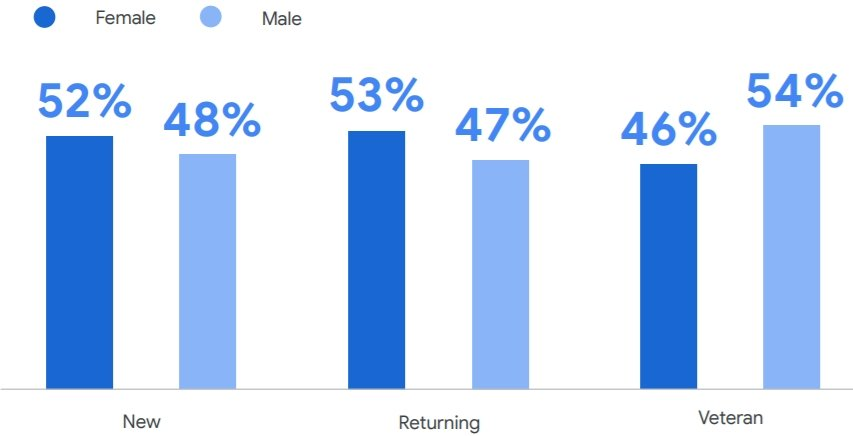 Female Male
52% 48% 53% 47% 46% 54%
New Returning Veteran